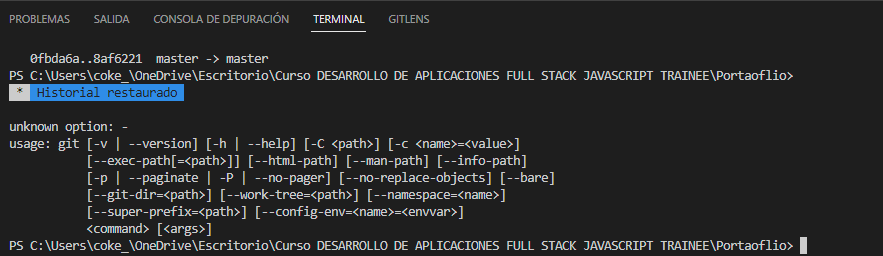 PROBLEMAS SALIDA CONSOLA DE DEPURACIÓN TERMINAL GITLENS
0fbda6a..8af6221 master -> master
PS C:\Users\coke_\OneDrive\Escritorio\Curso DESARROLLO DE APLICACIONES FULL STACK JAVASCRIPT TRAINEE\Portaoflio>
* Historial restaurado
unknown option: -
usage: git [-v | --version] [-h | --help] [-C <path>] [-c <name>=<value>]
[--exec-path[=<path>]] [--html-path] [--man-path] [--info-path]
[-p | --paginate | -P | --no-pager] [--no-replace-objects] [--bare]
[--git-dir=<path>] [--work-tree=<path>] [--namespace=<name>]
[--super-prefix=<path>] [--config-env=<name>=<envvar>]
<command> [<args>]
PS C:\Users\coke_\OneDrive\Escritorio\Curso DESARROLLO DE APLICACIONES FULL STACK JAVASCRIPT TRAINEE\Portaoflio>